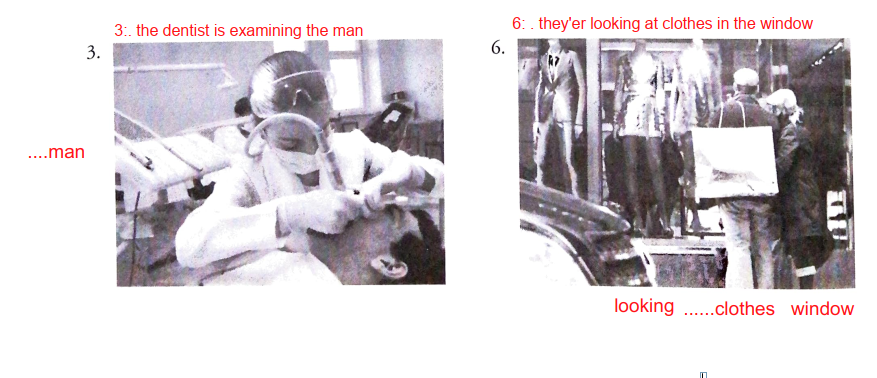 3:. the dentist is examining the man
3.
....man
6: . they'er looking at clothes in the window
6.
looking ......clothes window